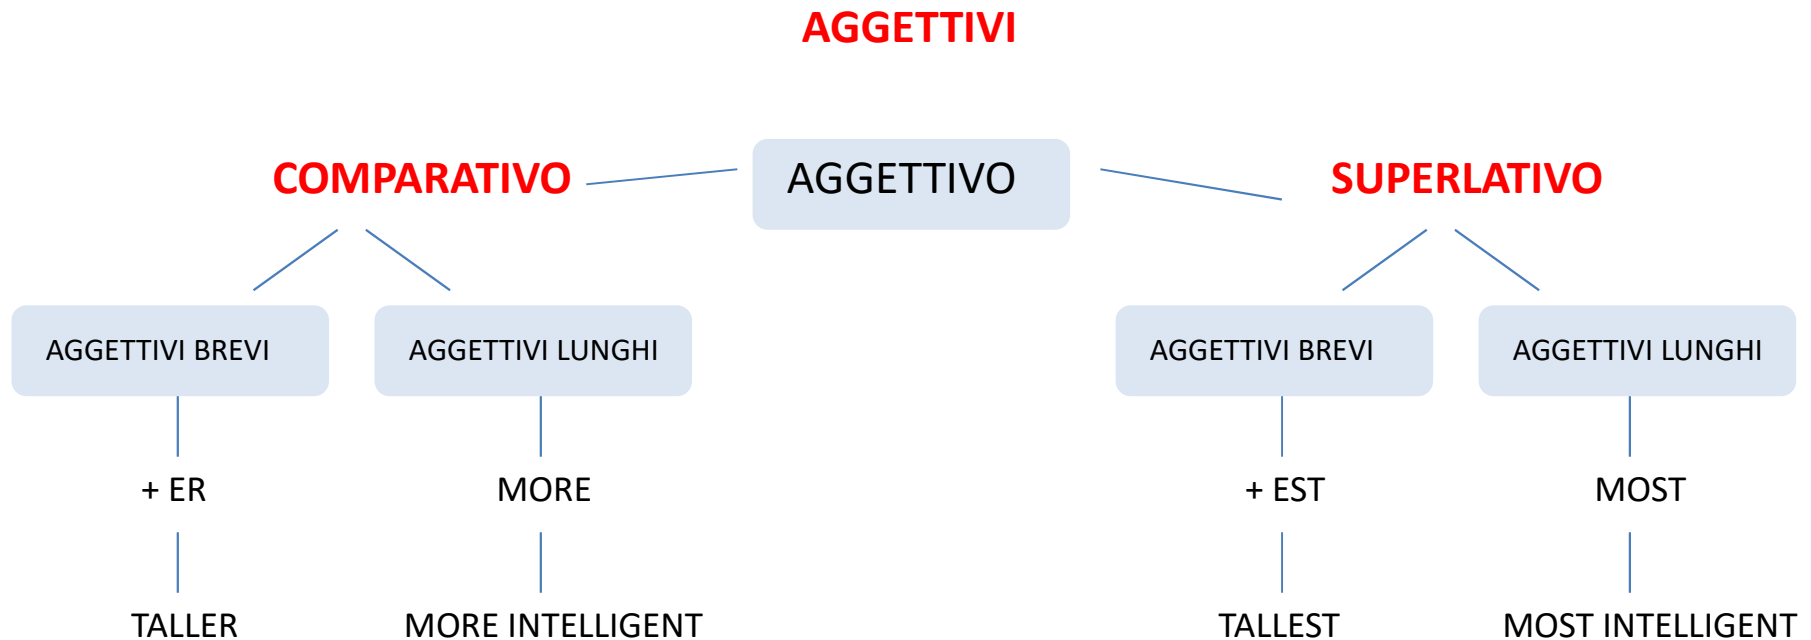 AGGETTIVI
COMPARATIVO
AGGETTIVO
SUPERLATIVO
AGGETTIVI BREVI
AGGETTIVI LUNGHI
AGGETTIVI BREVI
AGGETTIVI LUNGHI
+ ER
MORE
+ EST
MOST
TALLER
MORE INTELLIGENT
TALLEST
MOST INTELLIGENT